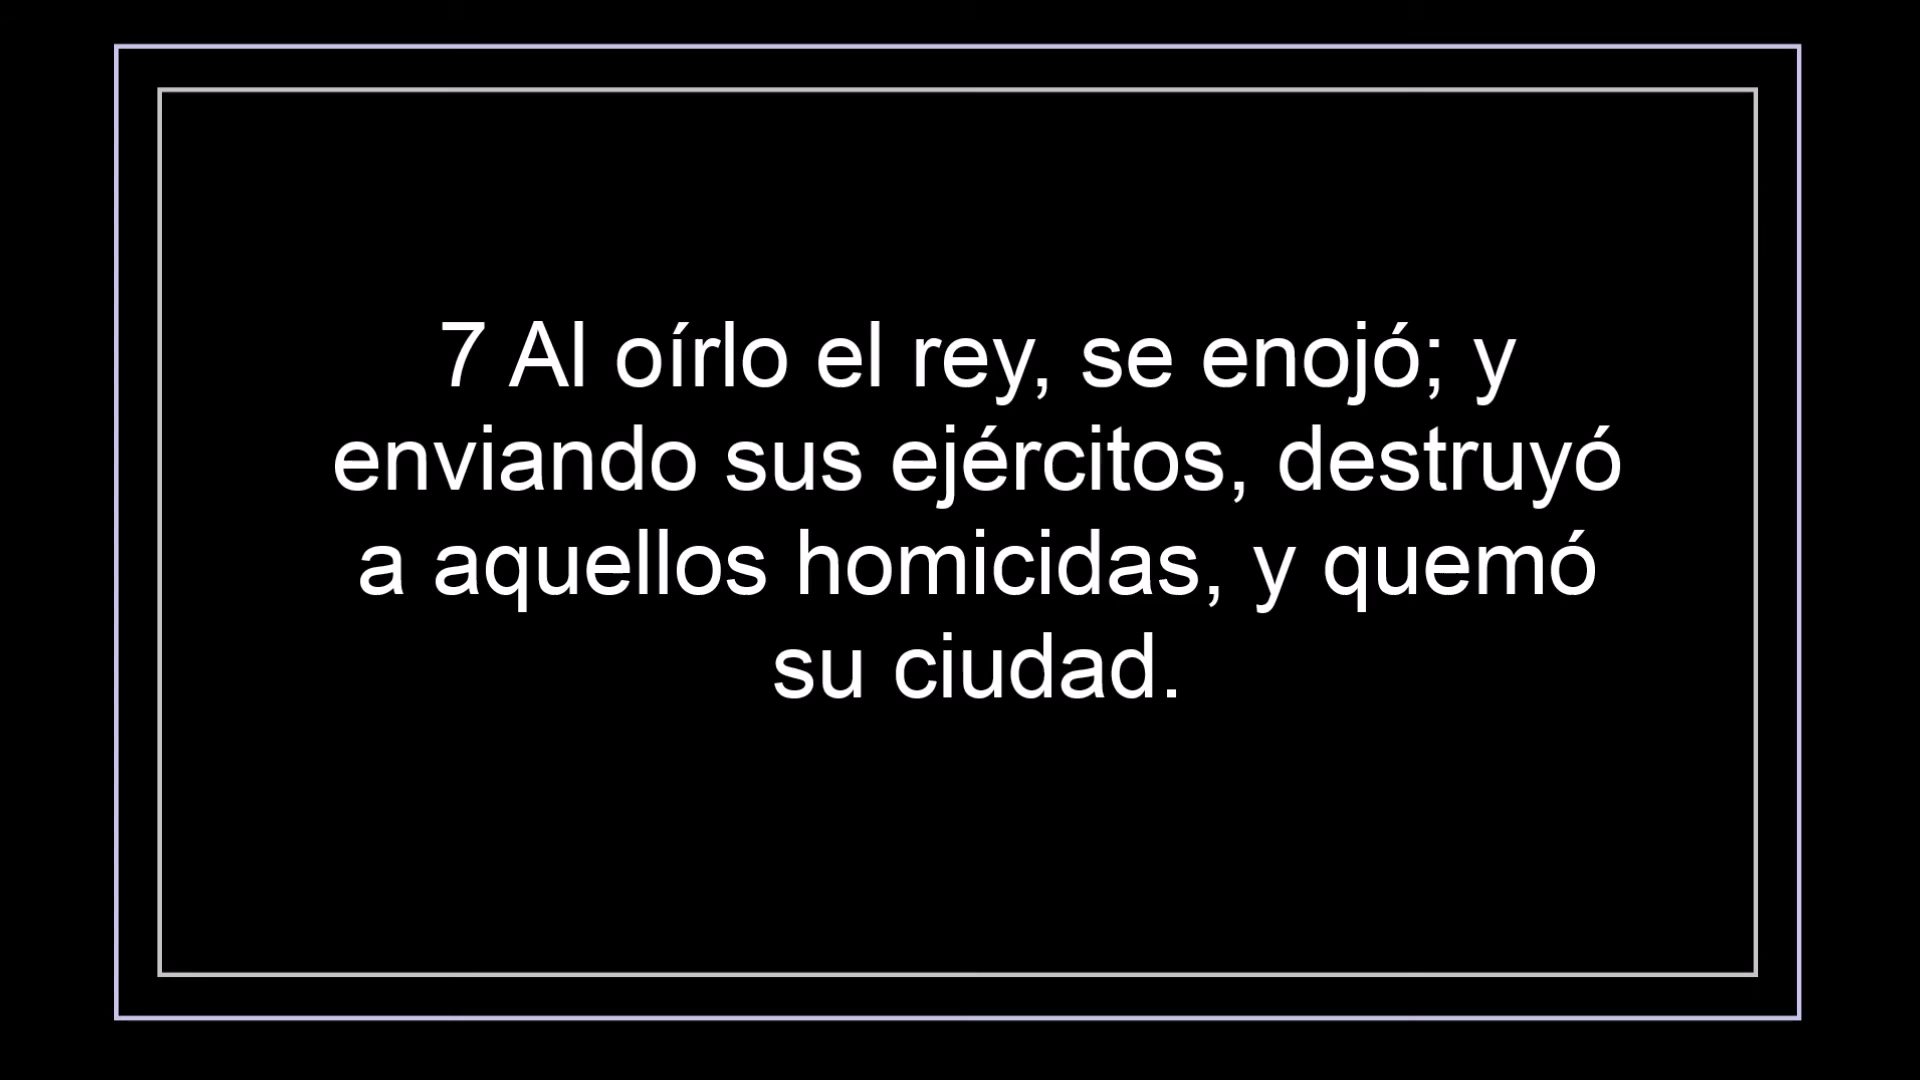 7 Al oírlo el rey, se enojó; y
enviando sus ejércitos, destruyó
a aquellos homicidas, y quemó
su ciudad.